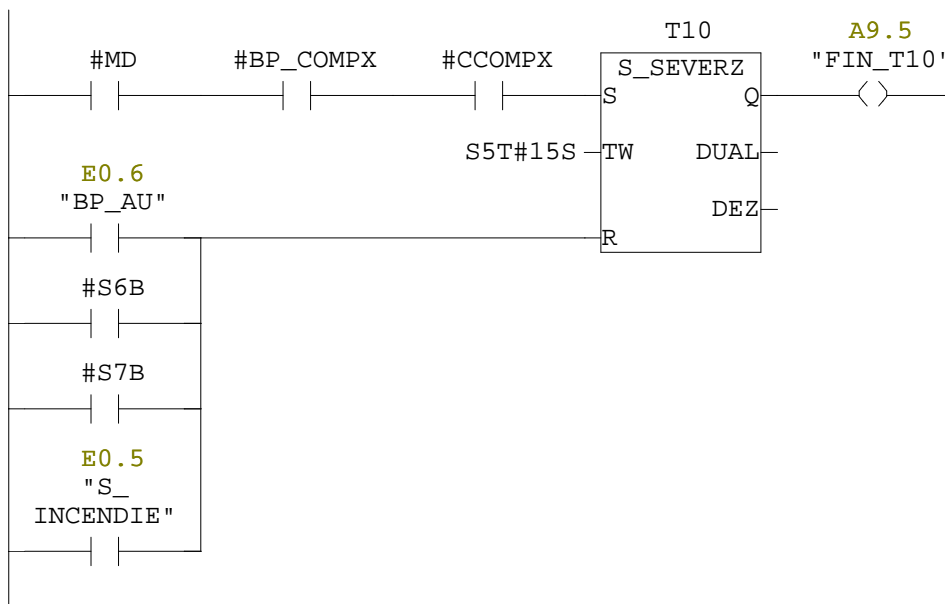 T10
A9.5
#MD
#BP_COMPX
#CCOMPX
S_SEVERZ
"FIN_T10"
S
Q
S5T#15S
TW
DUAL
E0.6
"BP_AU"
DEZ
R
#S6B
#S7B
E0.5
"S_
INCENDIE"